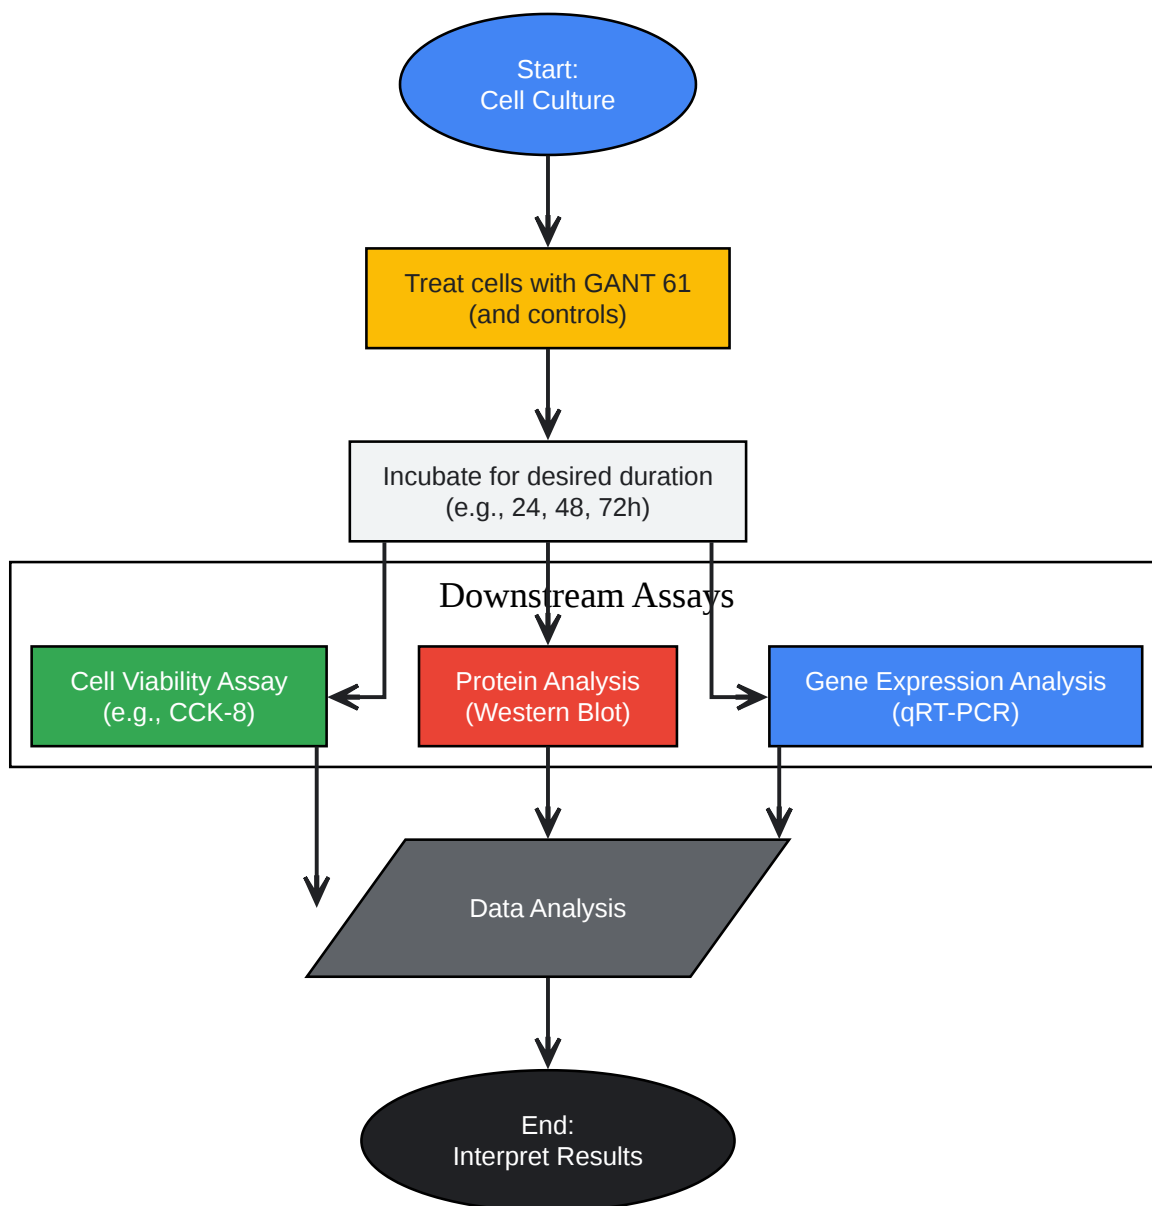 Start:
Cell Culture
Treat cells with GANT 61
(and controls)
Incubate for desired duration
(e.g., 24, 48, 72h)
Downstream Assays
Cell Viability Assay
(e.g., CCK-8)
Protein Analysis
(Western Blot)
Gene Expression Analysis
(qRT-PCR)
Data Analysis
End:
Interpret Results